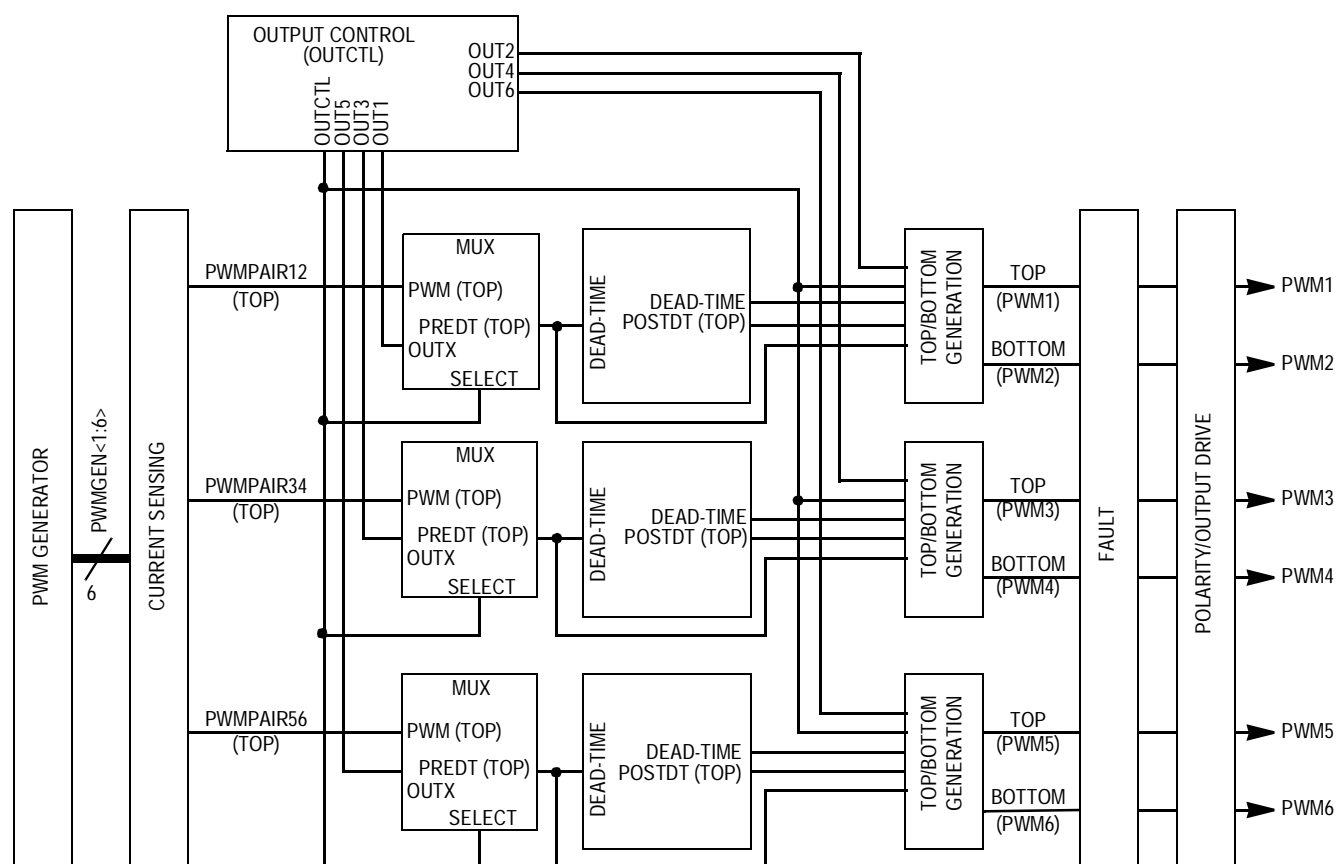 OUTPUT CONTROL
(OUTCTL)
OUT2
OUT4
OUT6
OUTCTL
OUT5
OUT3
OUT1
PWM GENERATOR
PWMGEN<1:6>
6
CURRENT SENSING
PWMPAIR12
(TOP)
MUX
PWM (TOP)
PREDT (TOP)
OUTX
SELECT
DEAD-TIME
DEAD-TIME
POSTDT (TOP)
TOP/BOTTOM
GENERATION
TOP
(PWM1)
BOTTOM
(PWM2)
PWMPAIR34
(TOP)
MUX
PWM (TOP)
PREDT (TOP)
OUTX
SELECT
DEAD-TIME
DEAD-TIME
POSTDT (TOP)
TOP/BOTTOM
GENERATION
TOP
(PWM3)
BOTTOM
(PWM4)
PWMPAIR56
(TOP)
MUX
PWM (TOP)
PREDT (TOP)
OUTX
SELECT
DEAD-TIME
DEAD-TIME
POSTDT (TOP)
TOP/BOTTOM
GENERATION
TOP
(PWM5)
BOTTOM
(PWM6)
FAULT
POLARITY/OUTPUT DRIVE
PWM1
PWM2
PWM3
PWM4
PWM5
PWM6